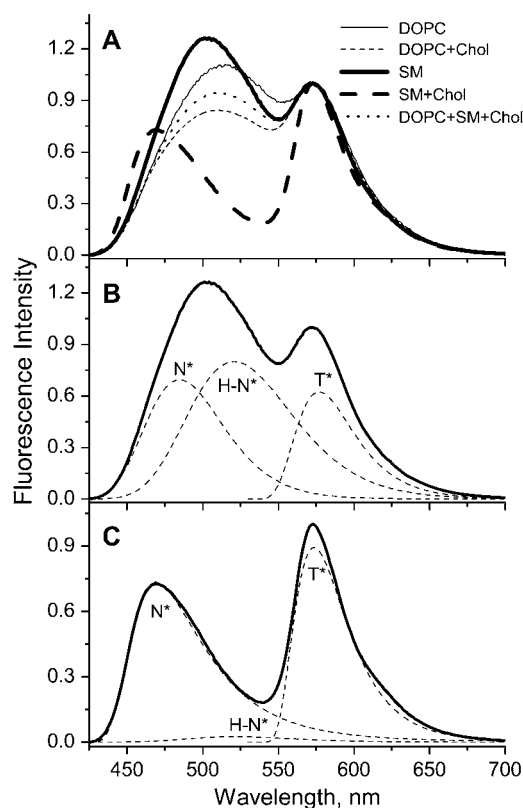 A
DOPC
DOPC+Chol
SM
SM+Chol
DOPC+SM+Chol
1.2
0.9
0.6
0.3
0.0
B
1.2
0.9
0.6
0.3
0.0
N*
H-N*
T*
C
0.9
0.6
0.3
0.0
N*
H-N*
T*
450 500 550 600 650 700
Fluorescence Intensity
Wavelength, nm